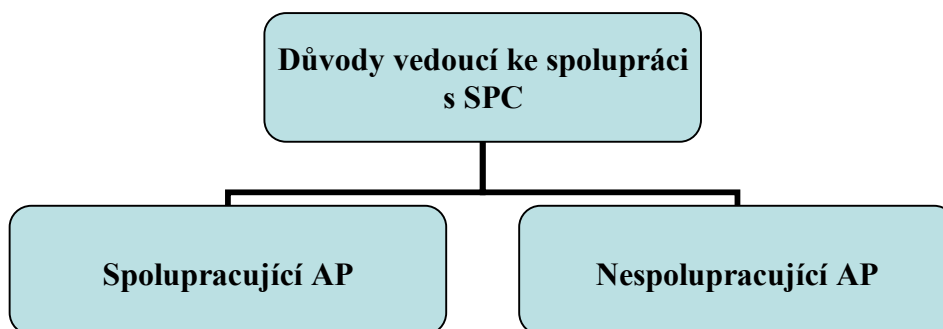 Důvody vedoucí ke spolupráci
s SPC
Spolupracující AP
Nespolupracující AP